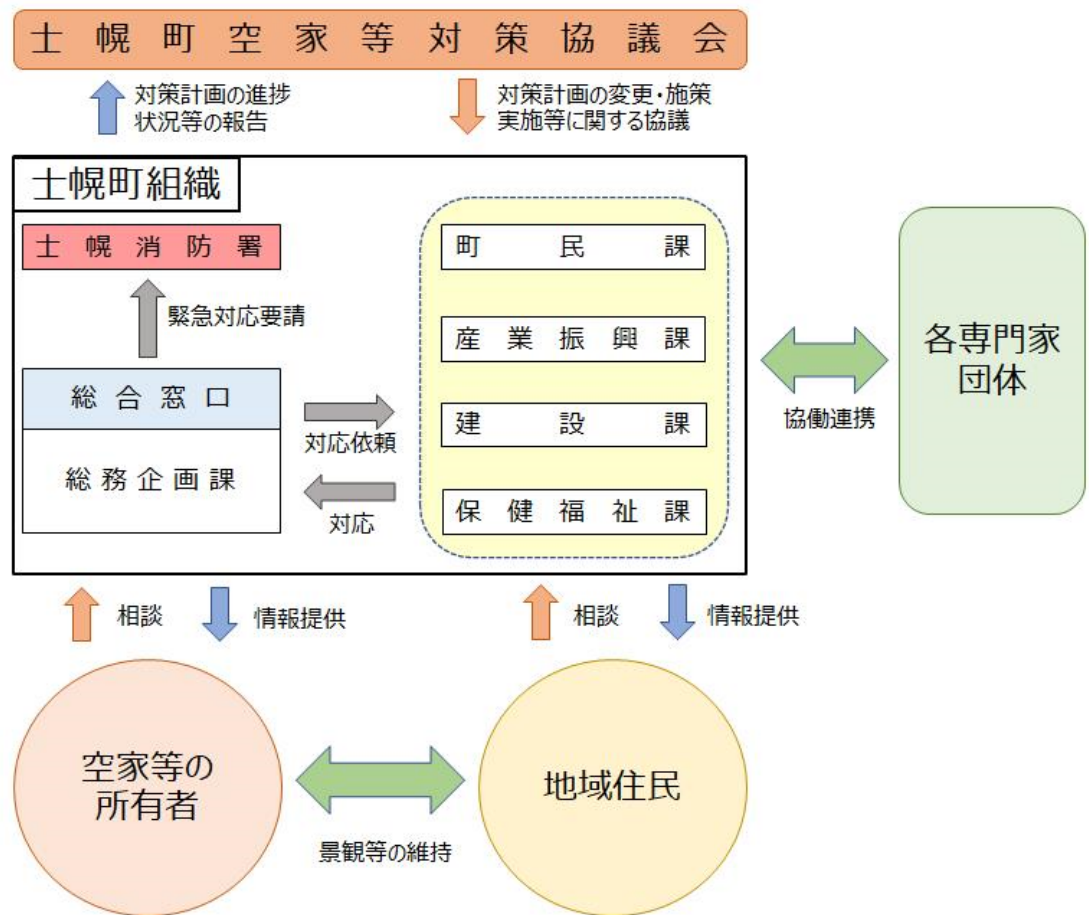 士幌町空家等対策協議会
対策計画の進捗
状況等の報告
対策計画の変更・施策
実施等に関する協議
士幌町組織
士幌消防署
緊急対応要請
総合窓口
総務企画課
対応依頼
対応
町民課
産業振興課
建設課
保健福祉課
協働連携
各専門家
団体
相談
情報提供
相談
情報提供
空家等の
所有者
景観等の維持
地域住民